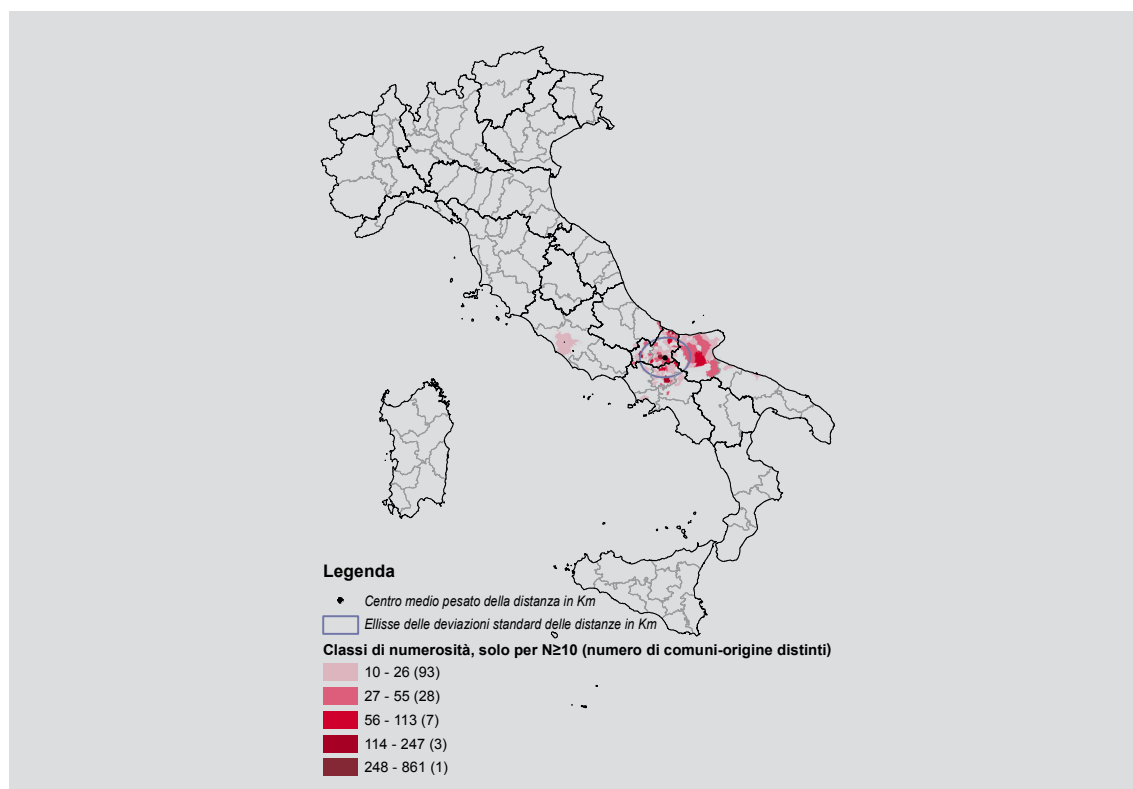 Legenda
Centro medio pesato della distanza in Km
Ellisse delle deviazioni standard delle distanze in Km
Classi di numerosità, solo per N≥10 (numero di comuni-origine distinti)
10 - 26 (93)
27 - 55 (28)
56 - 113 (7)
114 - 247 (3)
248 - 861 (1)